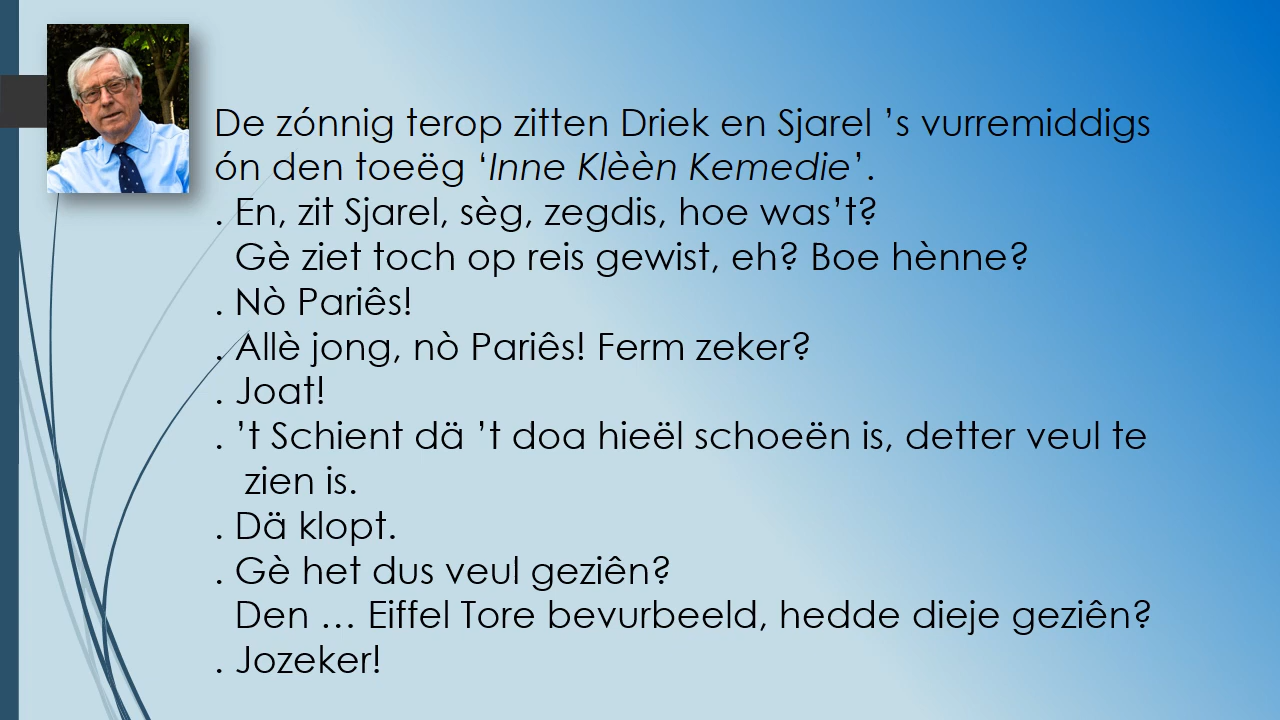 De zónnig terop zitten Driek en Sjarel ’s vurremiddigs
ón den toeëg ‘Inne Klèèn Kemedie’.
. En, zit Sjarel, sèg, zegdis, hoe was’t?
Gè ziet toch op reis gewist, eh? Boe hènne?
. Nò Pariês!
. Allè jong, nò Pariês! Ferm zeker?
. Joat!
. ’t Schient dä ’t doa hieël schoeën is, detter veul te
zien is.
. Dä klopt.
. Gè het dus veul geziên?
Den … Eiffel Tore bevurbeeld, hedde dieje geziên?
. Jozeker!